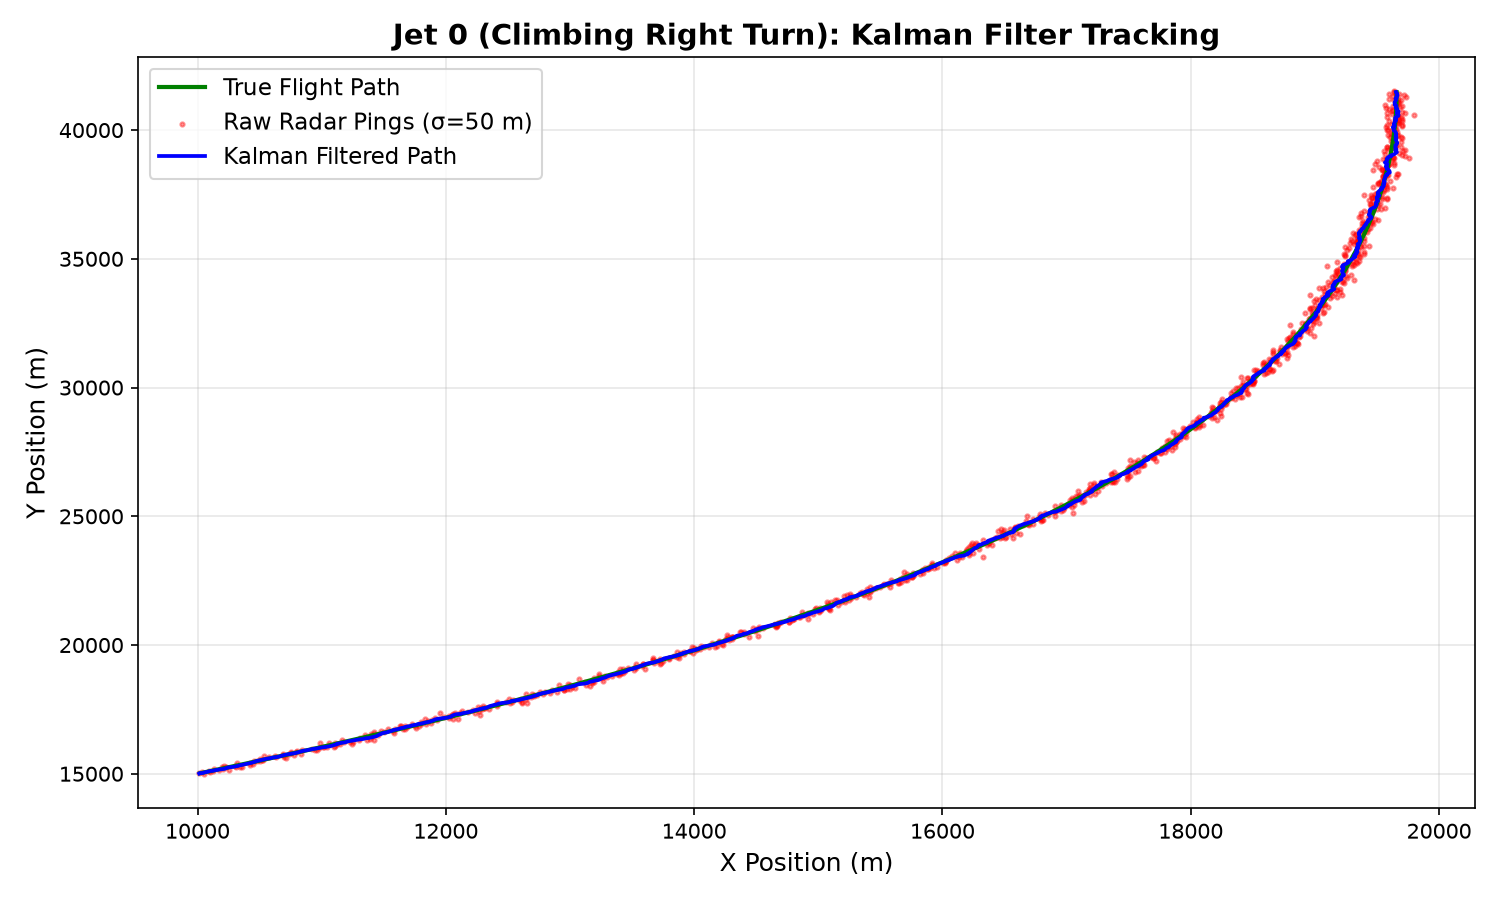 Jet 0 (Climbing Right Turn): Kalman Filter Tracking
True Flight Path
Raw Radar Pings (σ=50 m)
Kalman Filtered Path
Y Position (m)
40000
35000
30000
25000
20000
15000
10000 12000 14000 16000 18000 20000
X Position (m)